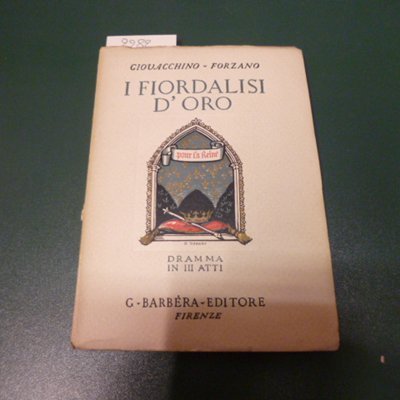 GIOVACCHINO - FORZANO
I FIORDALISI
D'ORO
pour la Reine
DRAMMA
IN III ATTI
G - BARBÈRA - EDITORE
FIRENZE